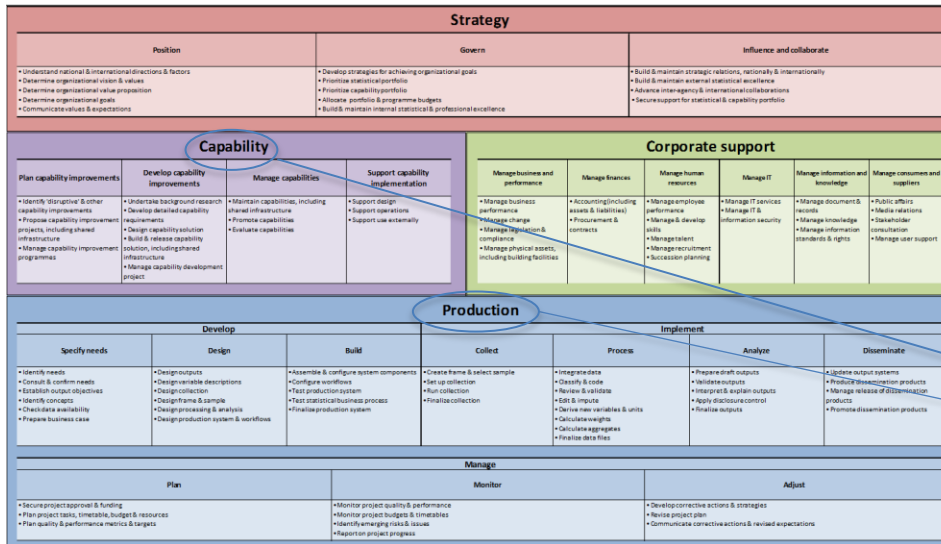 Strategy
Position
Govern
Influence and collaborate
• Understand national & international directions & factors
• Determine organizational vision & values
• Determine organizational value proposition
• Determine organizational goals
• Communicate values & expectations
• Develop strategies for achieving organizational goals
• Prioritize statistical portfolio
• Prioritize capability portfolio
• Allocate portfolio & programme budgets
• Build & maintain internal statistical & professional excellence
• Build & maintain strategic relations, nationally & internationally
• Build & maintain external statistical excellence
• Advance inter-agency & international collaborations
• Secure support for statistical & capability portfolio
Capability
Plan capability improvements
Develop capability
improvements
Manage capabilities
Support capability
implementation
• Identify 'disruptive' & other
capability improvements
• Propose capability improvement
projects, including shared
infrastructure
• Manage capability improvement
programmes
• Undertake background research
• Develop detailed capability
requirements
• Design capability solution
• Build & release capability
solution, including shared
infrastructure
• Manage capability development
project
• Maintain capabilities, including
shared infrastructure
• Promote capabilities
• Evaluate capabilities
• Support design
• Support operations
• Support use externally
Corporate support
Manage business and
performance
Manage finances
Manage human
resources
Manage IT
Manage information and
knowledge
Manage consumers and
suppliers
• Manage business
performance
• Manage change
• Manage legislation &
compliance
• Manage physical assets,
including building facilities
• Accounting (including
assets & liabilities)
• Procurement &
contracts
• Manage employee
performance
• Manage & develop
skills
• Manage talent
• Manage recruitment
• Succession planning
• Manage IT services
• Manage IT &
information security
• Manage document &
records
• Manage knowledge
• Manage information
standards & rights
• Public affairs
• Media relations
• Stakeholder
consultation
• Manage user support
Production
Develop
Implement
Specify needs
Design
Build
Collect
Process
Analyze
Disseminate
• Identify needs
• Consult & confirm needs
• Establish output objectives
• Identify concepts
• Check data availability
• Prepare business case
• Design outputs
• Design variable descriptions
• Design collection
• Design frame & sample
• Design processing & analysis
• Design production system & workflows
• Assemble & configure system components
• Configure workflows
• Test production system
• Test statistical business process
• Finalize production system
• Create frame & select sample
• Set up collection
• Run collection
• Finalize collection
• Integrate data
• Classify & code
• Review & validate
• Edit & impute
• Derive new variables & units
• Calculate weights
• Calculate aggregates
• Finalize data files
• Prepare draft outputs
• Validate outputs
• Interpret & explain outputs
• Apply disclosure control
• Finalize outputs
• Update output systems
• Produce dissemination products
• Manage release of dissemination
products
• Promote dissemination products
Manage
Plan
Monitor
Adjust
• Secure project approval & funding
• Plan project tasks, timetable, budget & resources
• Plan quality & performance metrics & targets
• Monitor project quality & performance
• Monitor project budgets & timetables
• Identify emerging risks & issues
• Report on project progress
• Develop corrective actions & strategies
• Revise project plan
• Communicate corrective actions & revised expectations